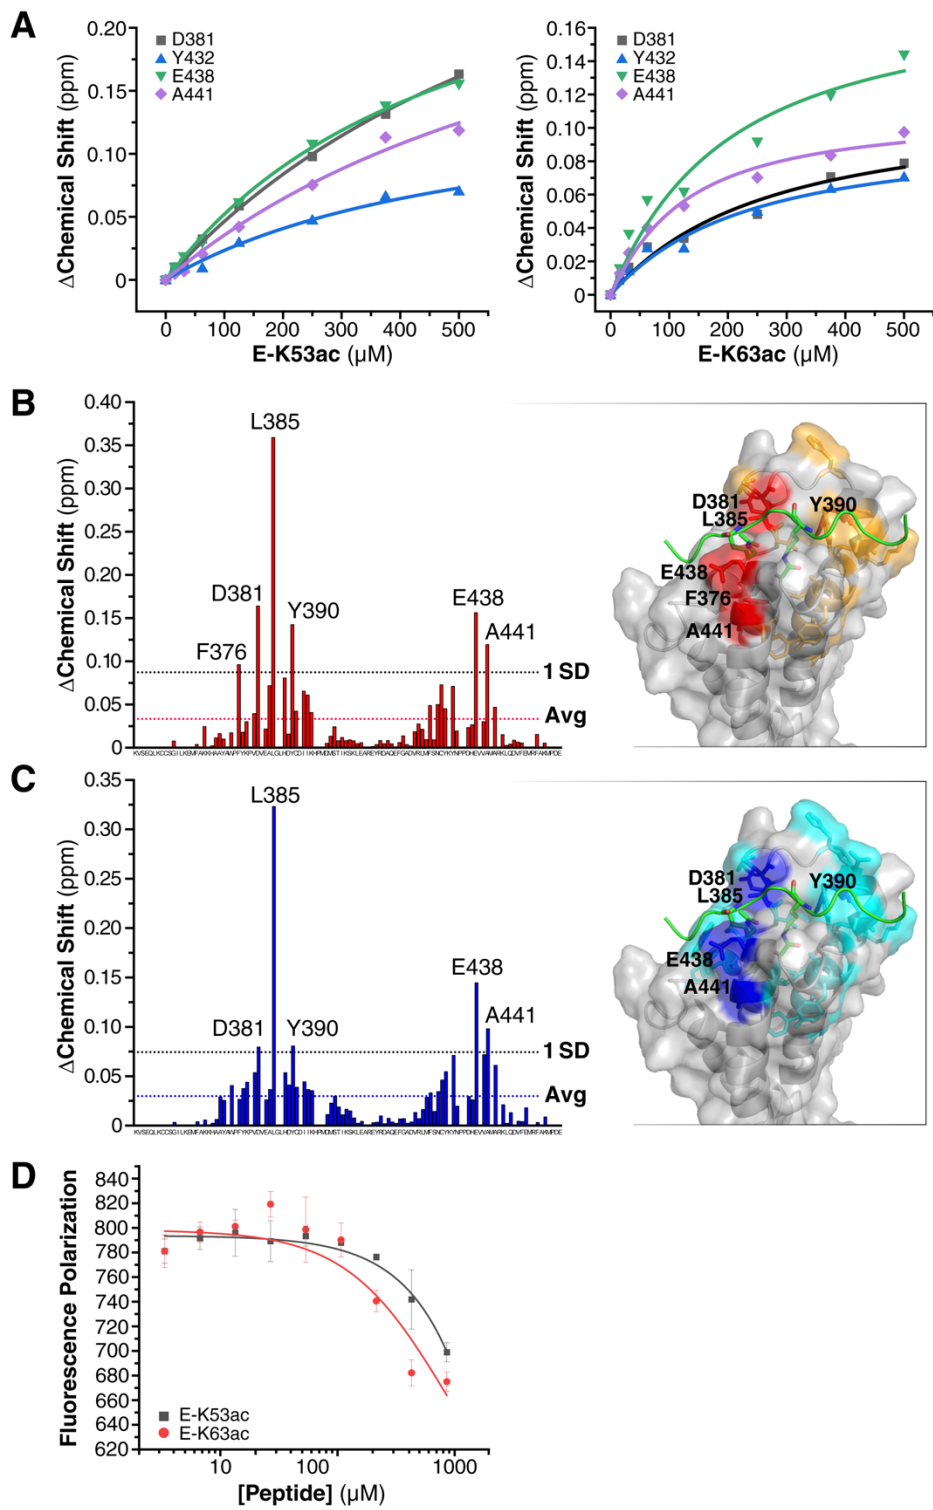 A
ΔChemical Shift (ppm)
0.20
0.15
0.10
0.05
0
D381
Y432
E438
A441
0 100 200 300 400 500
E-K53ac (µM)
ΔChemical Shift (ppm)
0.16
0.14
0.12
0.10
0.08
0.06
0.04
0.02
0
D381
Y432
E438
A441
0 100 200 300 400 500
E-K63ac (µM)
B
ΔChemical Shift (ppm)
0.40
0.35
0.30
0.25
0.20
0.15
0.10
0.05
0
L385
D381
Y390
F376
E438
A441
1 SD
Avg
D381
L385
Y390
E438
F376
A441
C
ΔChemical Shift (ppm)
0.35
0.30
0.25
0.20
0.15
0.10
0.05
0
L385
D381
Y390
E438
A441
1 SD
Avg
D381
L385
Y390
E438
A441
D
Fluorescence Polarization
840
820
800
780
760
740
720
700
680
660
640
620
E-K53ac
E-K63ac
10 100 1000
[Peptide] (µM)